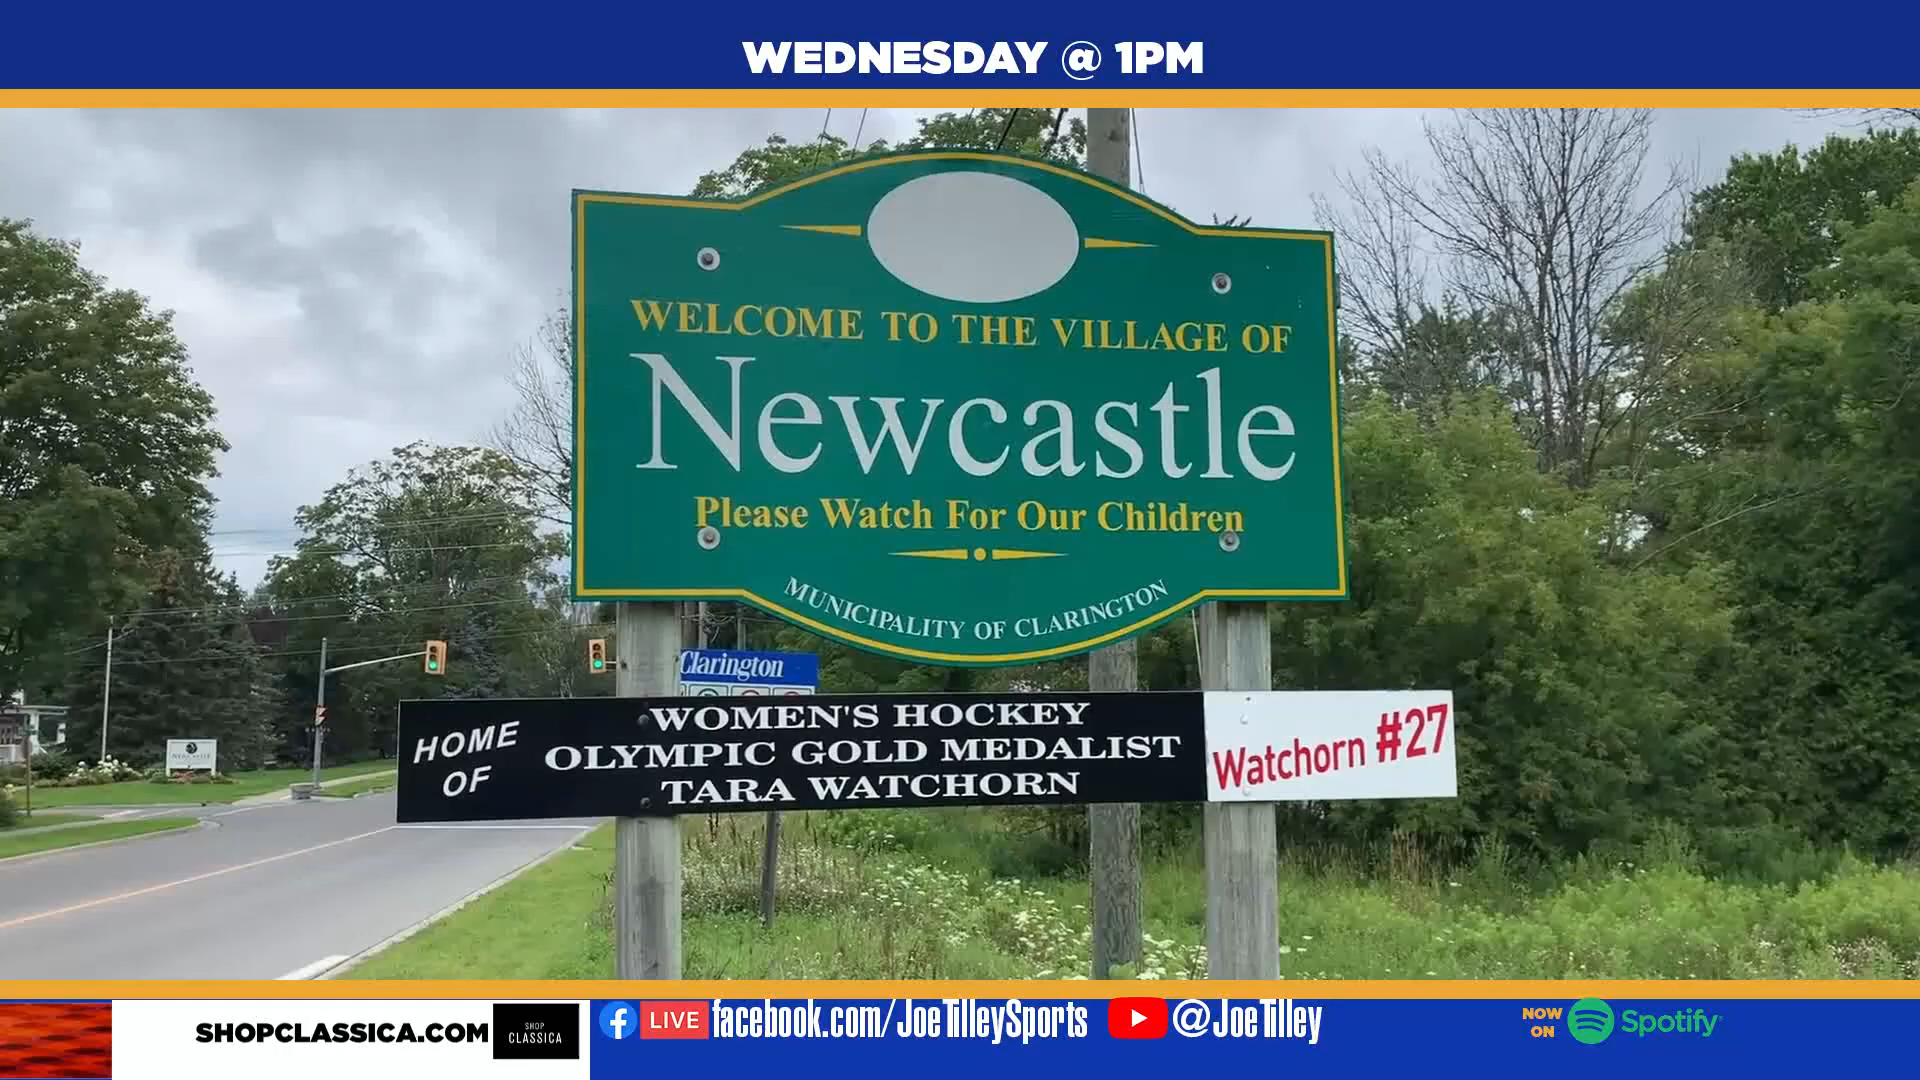 WEDNESDAY @ 1PM
WELCOME TO THE VILLAGE OF
Newcastle
Please Watch For Our Children
MUNICIPALITY OF CLARINGTON
Clarington
HOME
OF
WOMEN'S HOCKEY
OLYMPIC GOLD MEDALIST
TARA WATCHORN
Watchorn #27
SHOPCLASSICA.COM
SHOP
CLASSICA
LIVE
facebook.com/JoeTilleySports
@JoeTilley
NOW
ON
Spotify